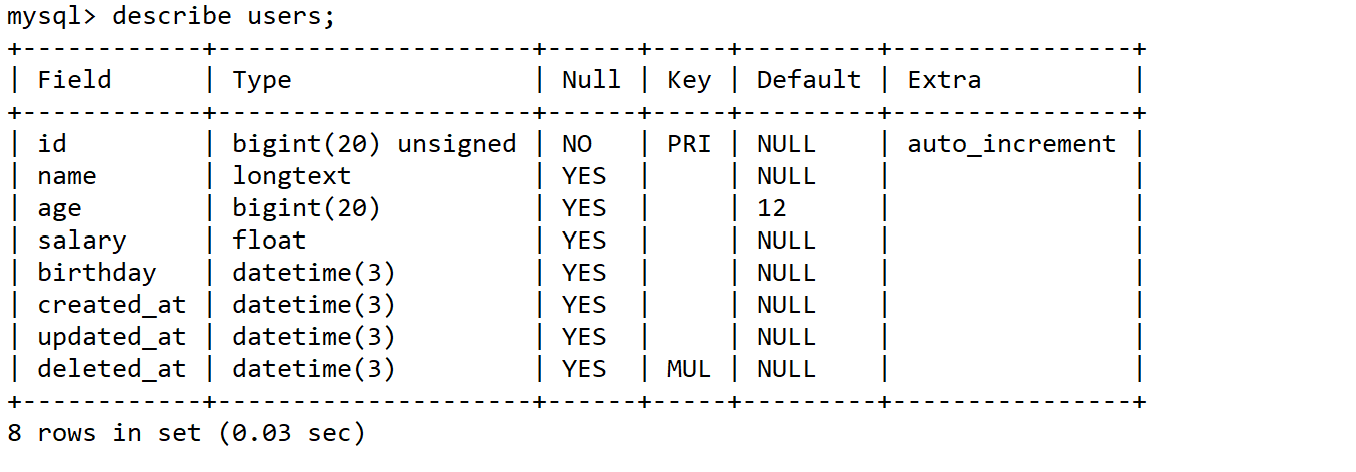 mysql> describe users;
+------------+---------------------+------+-----+---------+----------------+
| Field      | Type                | Null | Key | Default | Extra          |
+------------+---------------------+------+-----+---------+----------------+
| id         | bigint(20) unsigned | NO   | PRI | NULL    | auto_increment |
| name       | longtext            | YES  |     | NULL    |                |
| age        | bigint(20)          | YES  |     | 12      |                |
| salary     | float               | YES  |     | NULL    |                |
| birthday   | datetime(3)         | YES  |     | NULL    |                |
| created_at | datetime(3)         | YES  |     | NULL    |                |
| updated_at | datetime(3)         | YES  |     | NULL    |                |
| deleted_at | datetime(3)         | YES  | MUL | NULL    |                |
+------------+---------------------+------+-----+---------+----------------+
8 rows in set (0.03 sec)